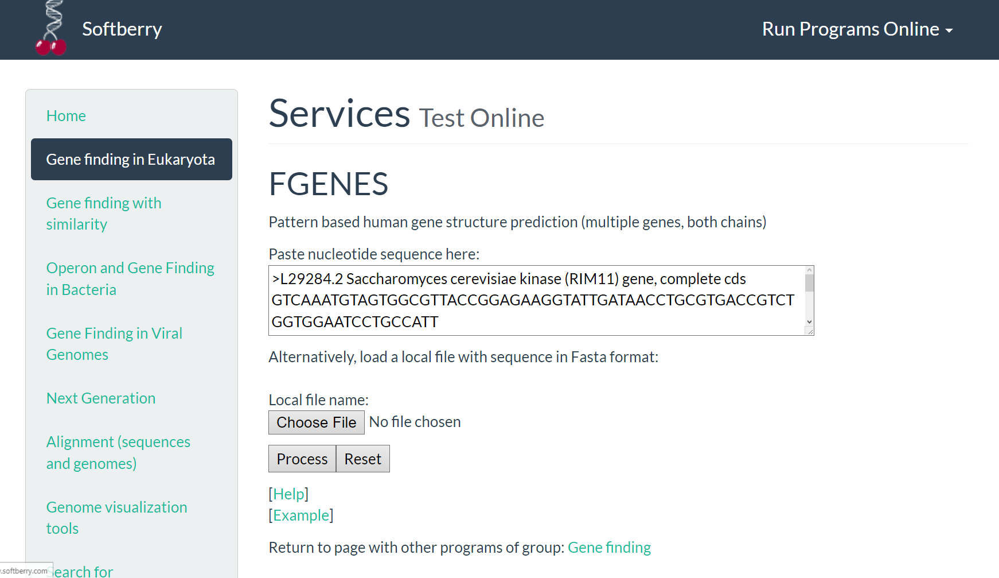 Softberry
Run Programs Online
Home
Gene finding in Eukaryota
Gene finding with
similarity
Operon and Gene Finding
in Bacteria
Gene Finding in Viral
Genomes
Next Generation
Alignment (sequences
and genomes)
Genome visualization
tools
Search for
.softberry.com
Services Test Online
FGENES
Pattern based human gene structure prediction (multiple genes, both chains)
Paste nucleotide sequence here:
>L29284.2 Saccharomyces cerevisiae kinase (RIM11) gene, complete cds
GTCAAATGTAGTGGCGTTACCGGAGAAGGTATTGATAACCTGCGTGACCGTCT
GGTGGAATCCTGCCATT
Alternatively, load a local file with sequence in Fasta format:
Local file name:
Choose File No file chosen
Process Reset
[Help]
[Example]
Return to page with other programs of group: Gene finding